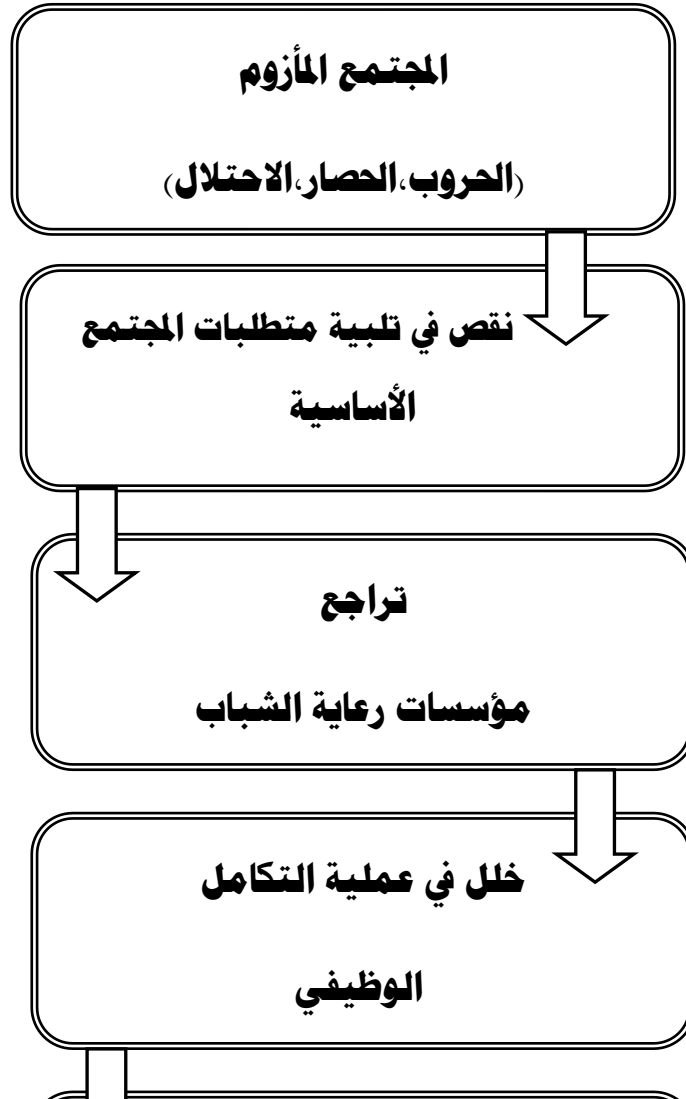 المجتمع المأزوم
(الحروب،الحصار،الاحتلال)
نقص في تلبية متطلبات المجتمع
الأساسية
تراجع
مؤسسات رعاية الشباب
خلل في عملية التكامل
الوظيفي